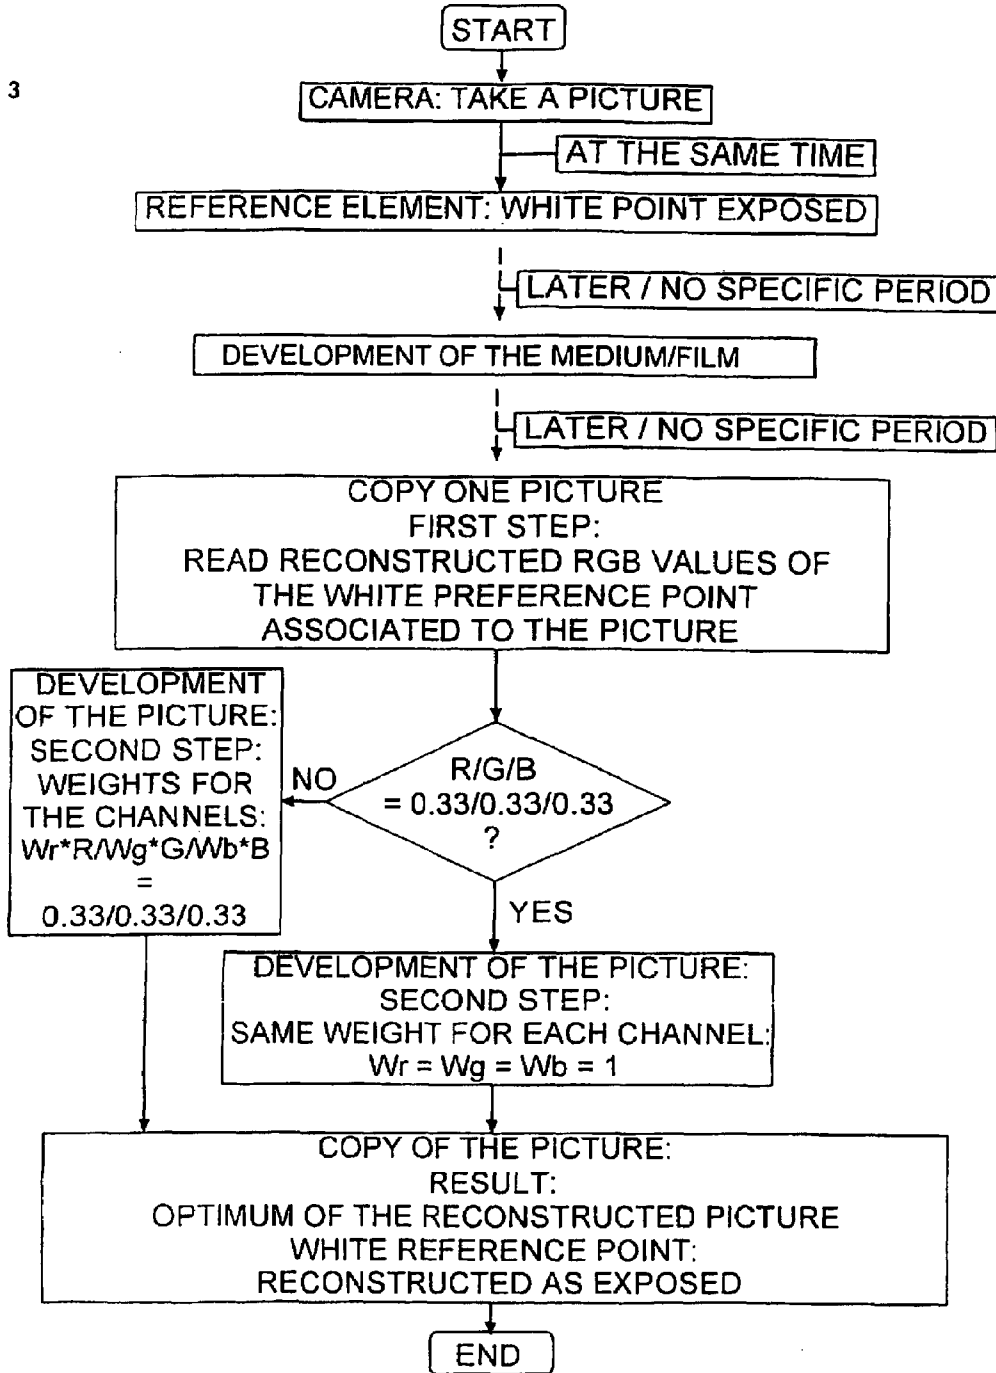 START
3
CAMERA: TAKE A PICTURE
AT THE SAME TIME
REFERENCE ELEMENT: WHITE POINT EXPOSED
LATER / NO SPECIFIC PERIOD
DEVELOPMENT OF THE MEDIUM/FILM
LATER / NO SPECIFIC PERIOD
COPY ONE PICTURE
FIRST STEP:
READ RECONSTRUCTED RGB VALUES OF
THE WHITE PREFERENCE POINT
ASSOCIATED TO THE PICTURE
DEVELOPMENT
OF THE PICTURE:
SECOND STEP:
WEIGHTS FOR
THE CHANNELS:
Wr*R/Wg*G/Wb*B
=
0.33/0.33/0.33
NO
R/G/B
= 0.33/0.33/0.33
?
YES
DEVELOPMENT OF THE PICTURE:
SECOND STEP:
SAME WEIGHT FOR EACH CHANNEL:
Wr = Wg = Wb = 1
COPY OF THE PICTURE:
RESULT:
OPTIMUM OF THE RECONSTRUCTED PICTURE
WHITE REFERENCE POINT:
RECONSTRUCTED AS EXPOSED
END